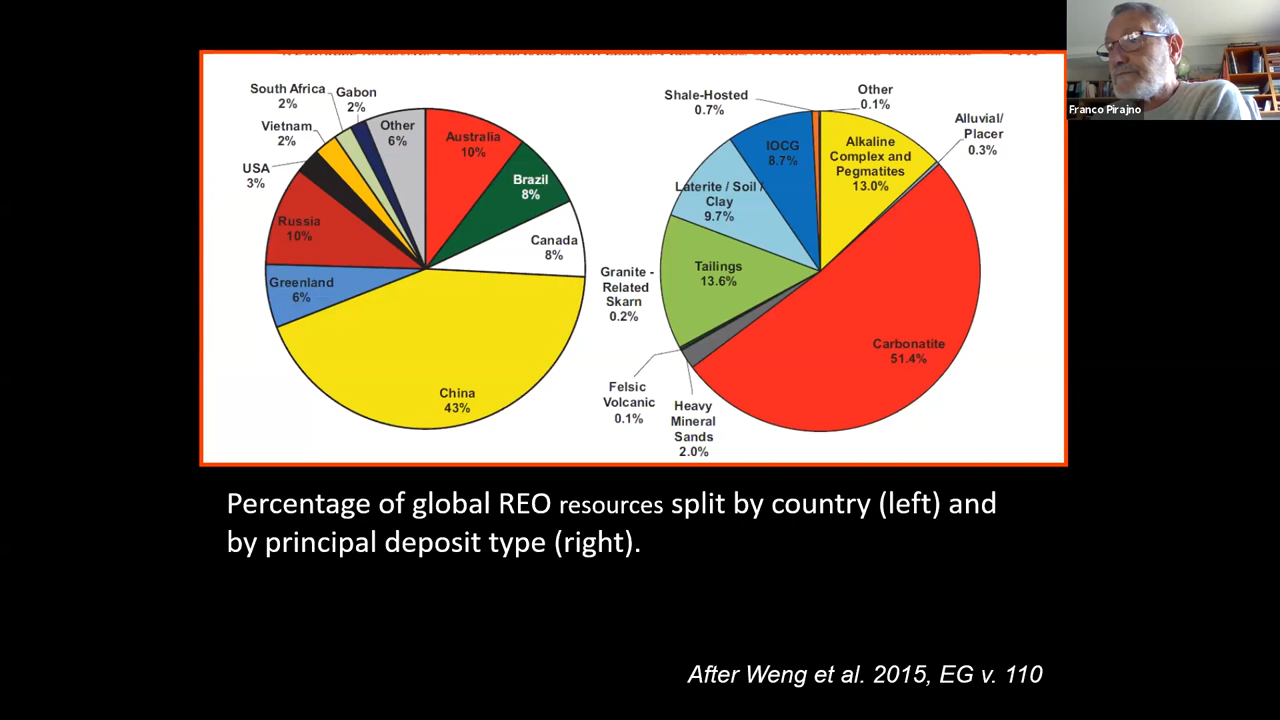 South Africa
2%
Gabon
2%
Vietnam
2%
USA
3%
Russia
10%
Greenland
6%
Other
6%
Australia
10%
Brazil
8%
Canada
8%
China
43%
Shale-Hosted
0.7%
Other
0.1%
Alluvial/
Placer
0.3%
IOCG
8.7%
Alkaline
Complex and
Pegmatites
13.0%
Laterite / Soil /
Clay
9.7%
Tailings
13.6%
Granite -
Related
Skarn
0.2%
Felsic
Volcanic
0.1%
Heavy
Mineral
Sands
2.0%
Carbonatite
51.4%
Franco Pirajno
Percentage of global REO resources split by country (left) and
by principal deposit type (right).
After Weng et al. 2015, EG v. 110